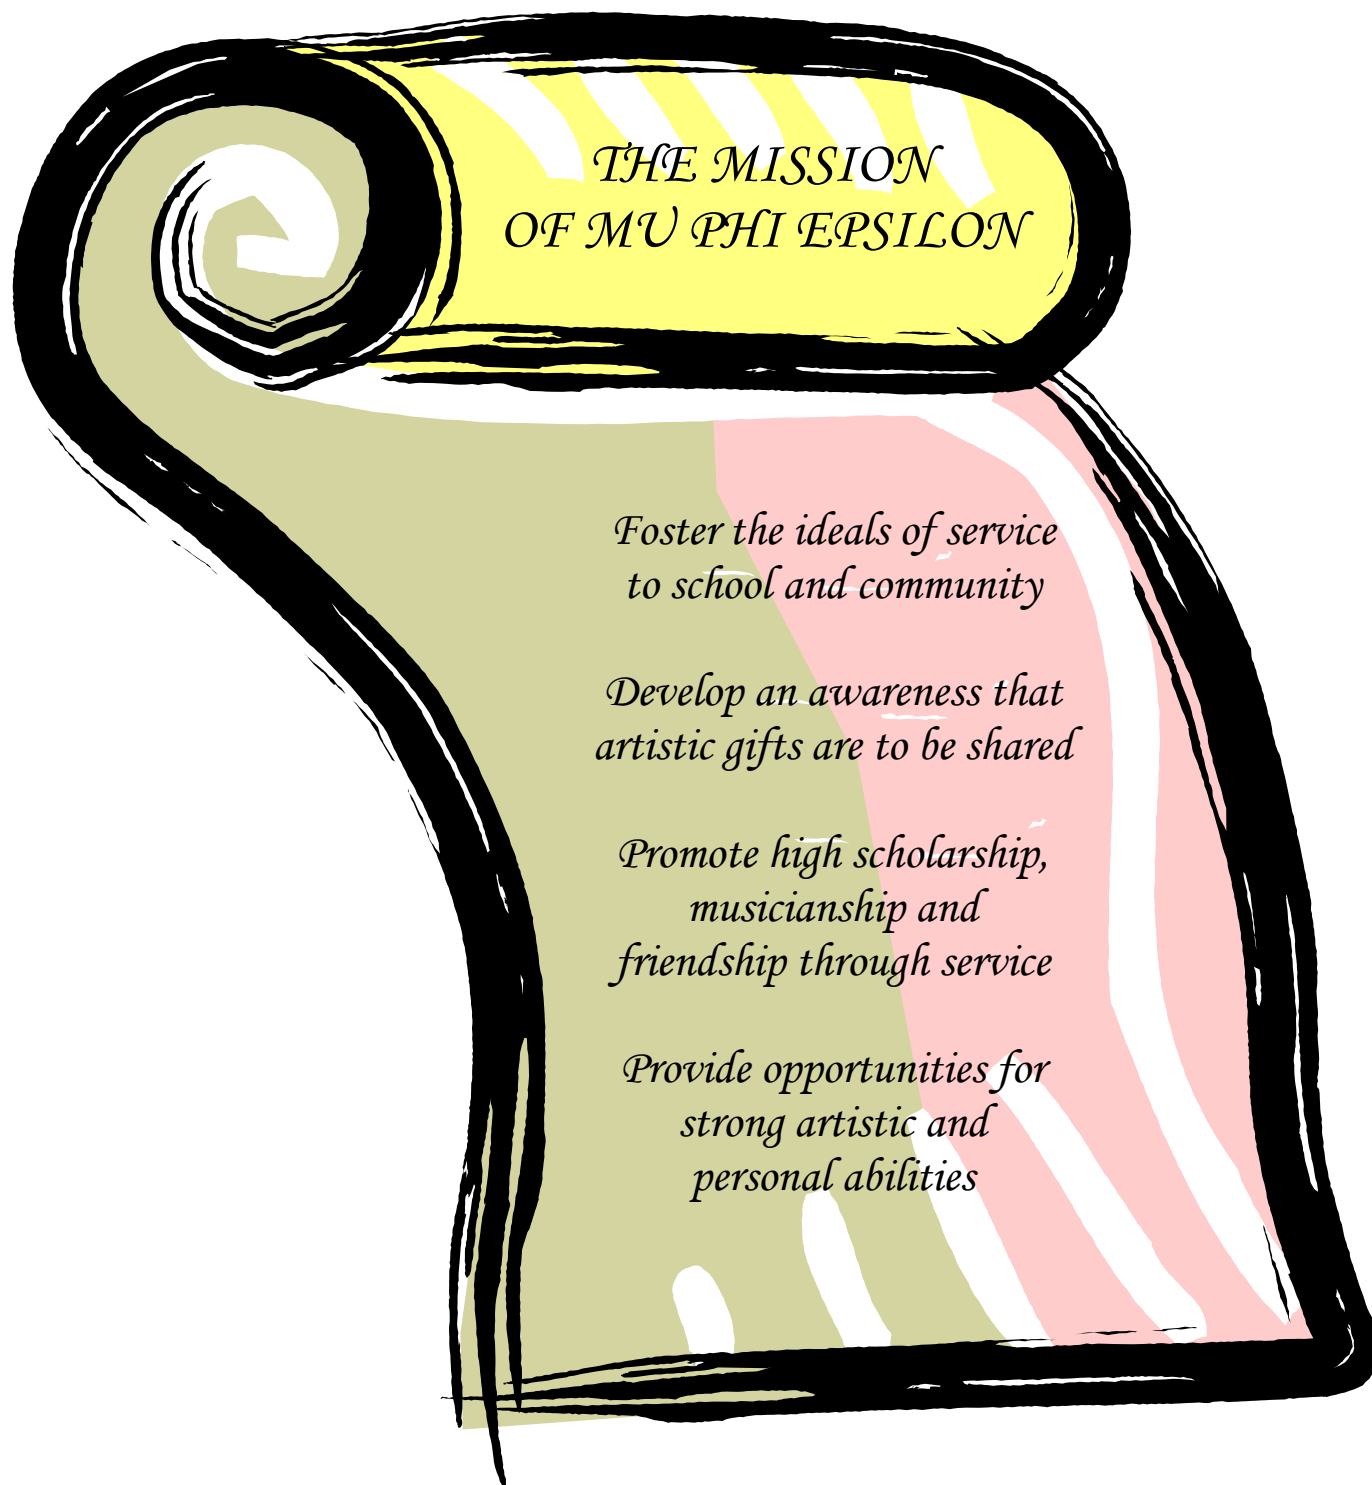 THE MISSION
OF MU PHI EPSILON
Foster the ideals of service
to school and community
Develop an awareness that
artistic gifts are to be shared
Promote high scholarship,
musicianship and
friendship through service
Provide opportunities for
strong artistic and
personal abilities